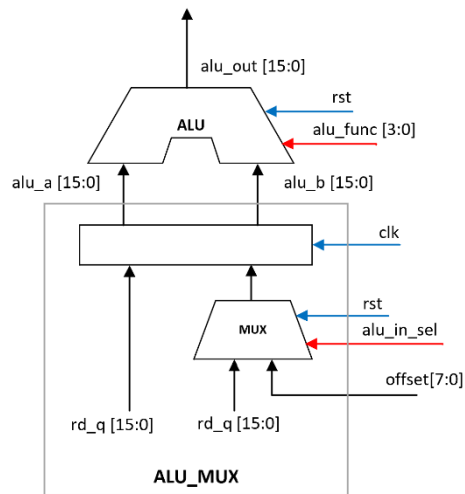 alu_out [15:0]
rst
ALU
alu_func [3:0]
alu_a [15:0]
alu_b [15:0]
clk
rst
MUX
alu_in_sel
offset[7:0]
rd_q [15:0]
rd_q [15:0]
ALU_MUX